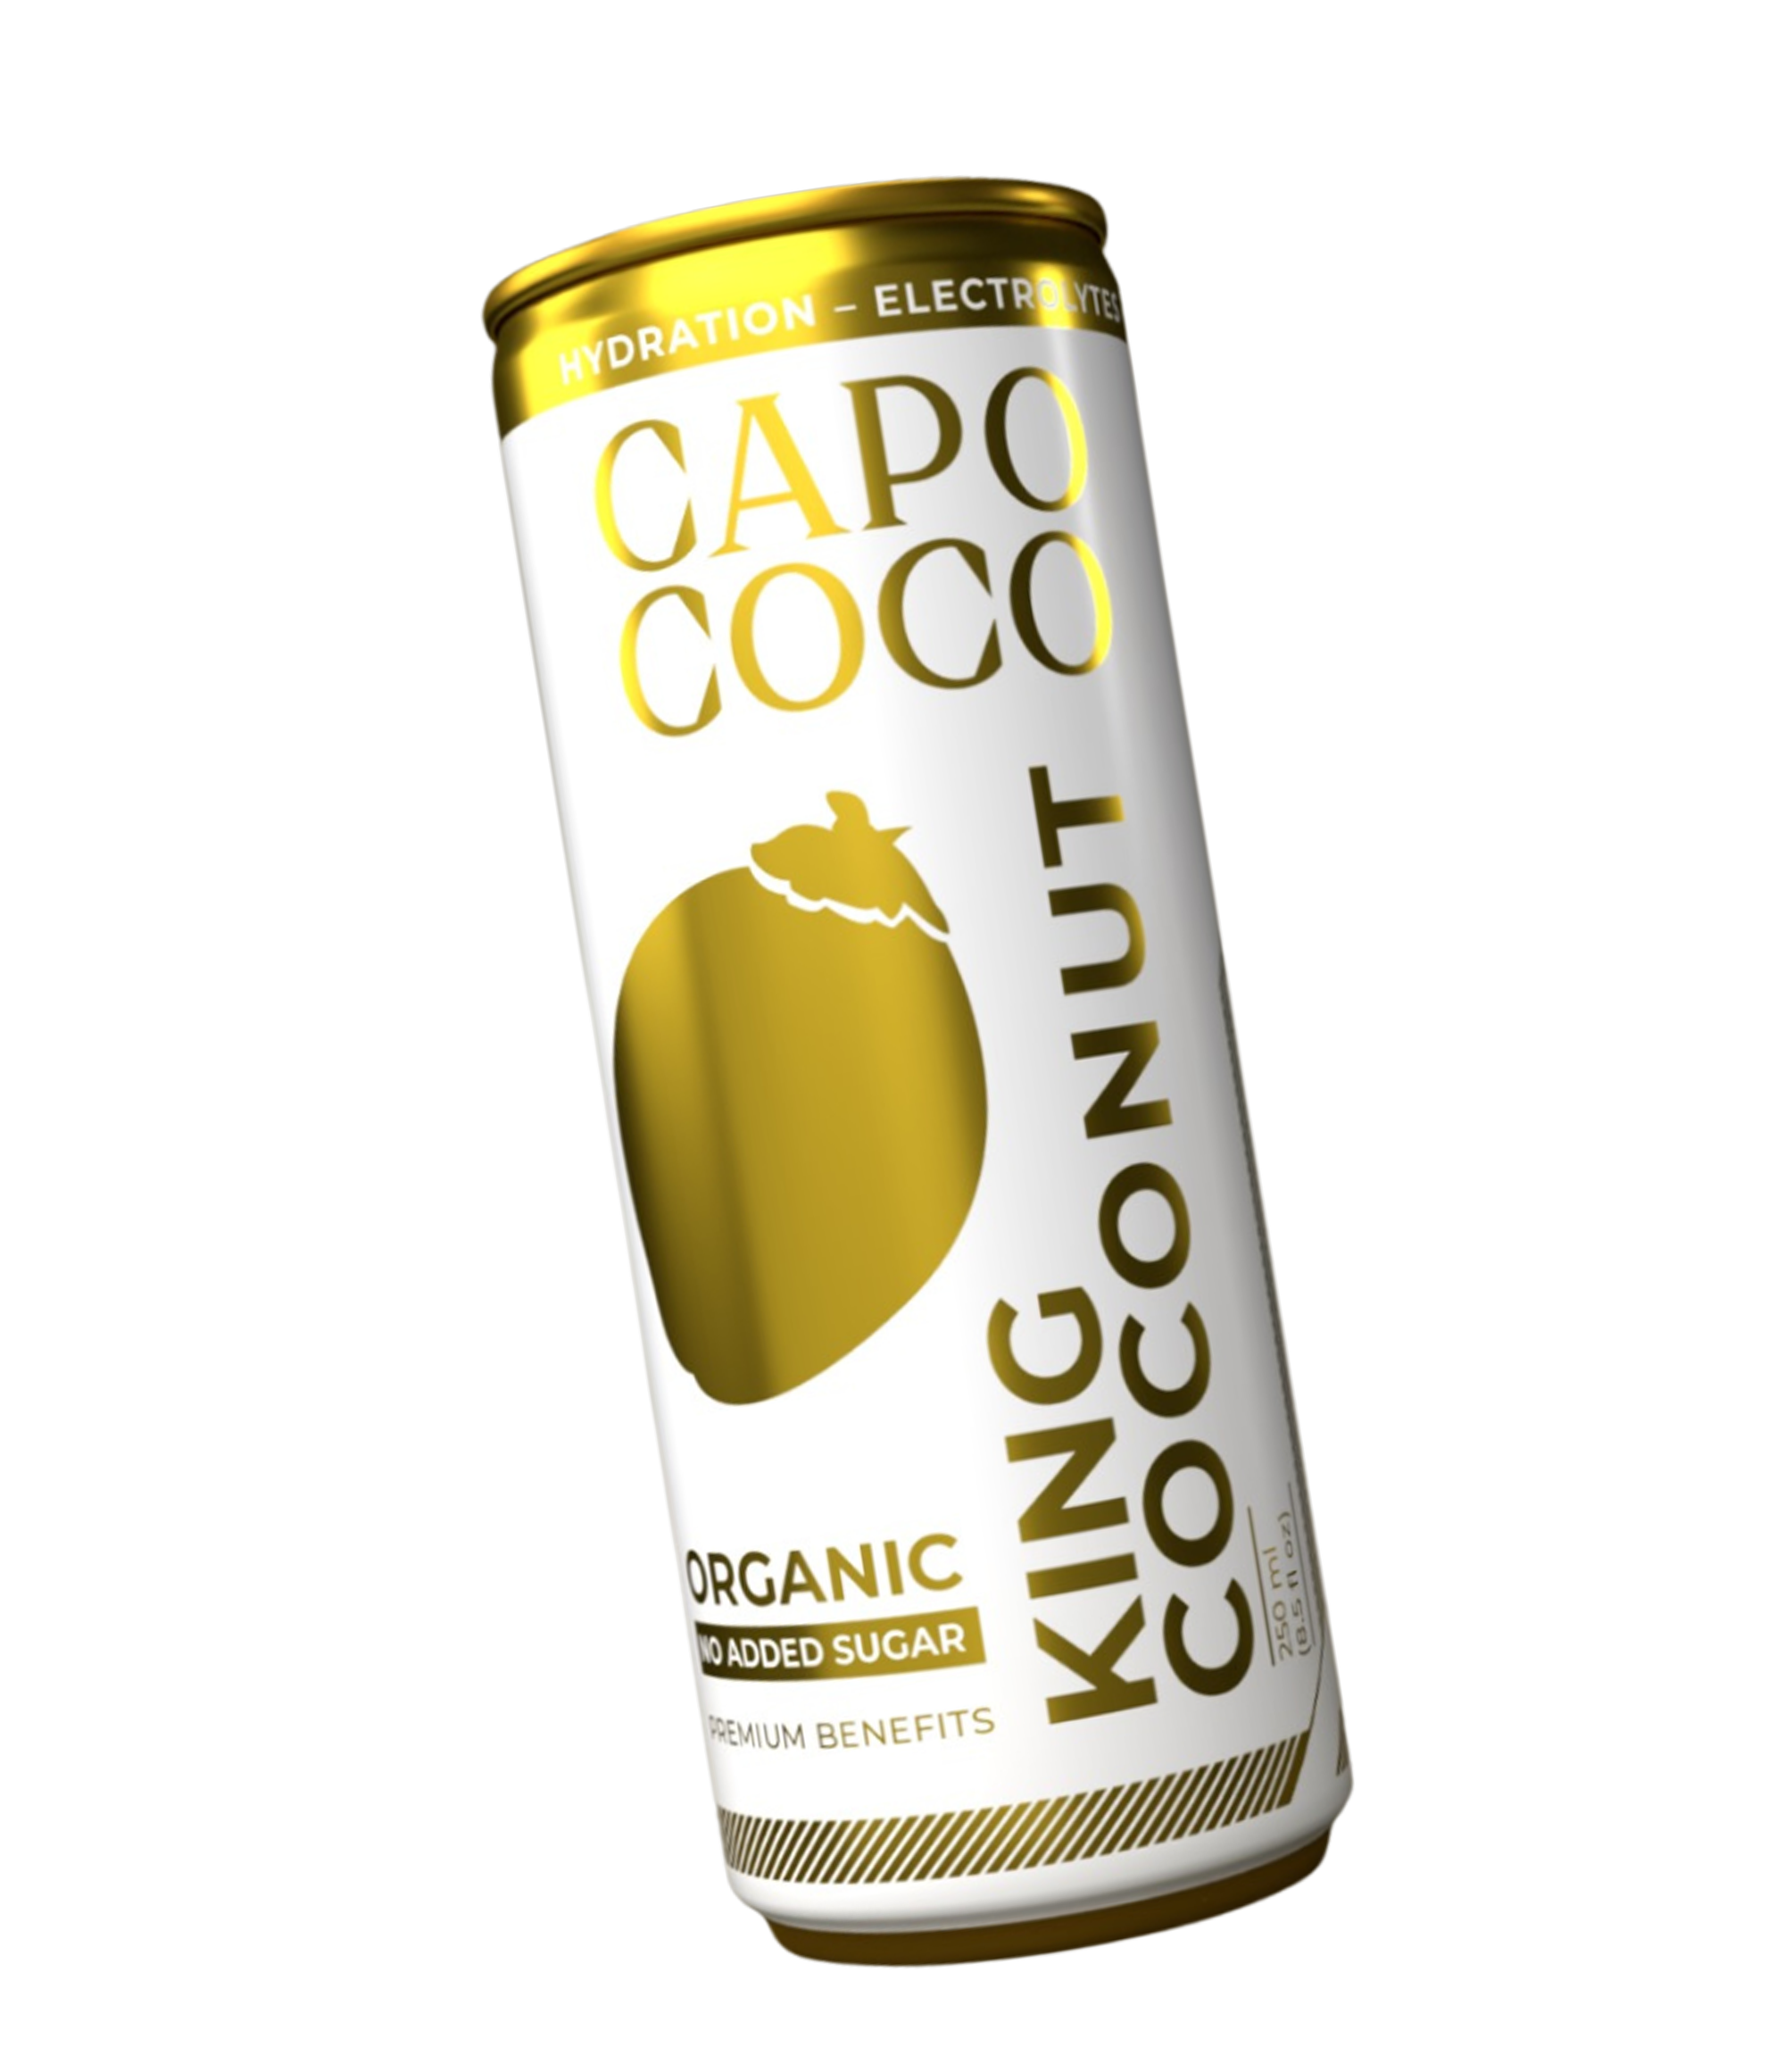 HYDRATION – ELECTROLYTES
CAPO
COCO
KING
COCONUT
ORGANIC
NO ADDED SUGAR
PREMIUM BENEFITS
250 ml
(8.5 fl oz)